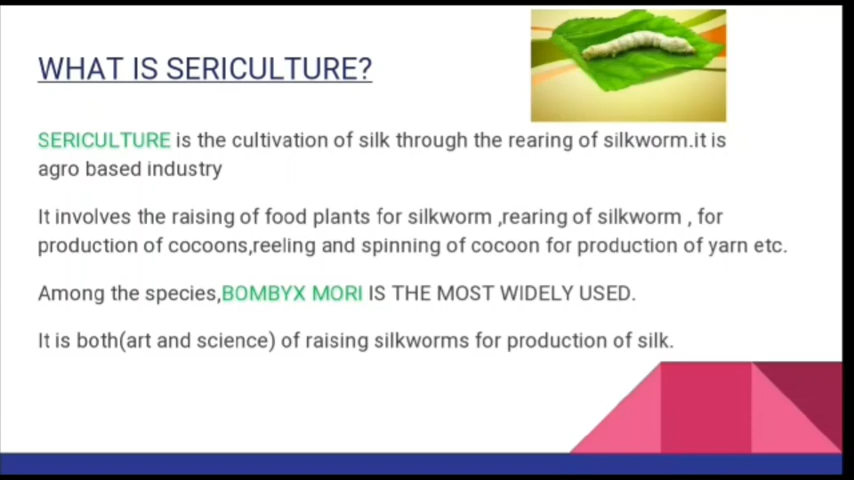 WHAT IS SERICULTURE?
SERICULTURE is the cultivation of silk through the rearing of silkworm.it is
agro based industry
It involves the raising of food plants for silkworm ,rearing of silkworm , for
production of cocoons,reeling and spinning of cocoon for production of yarn etc.
Among the species,BOMBYX MORI IS THE MOST WIDELY USED.
It is both(art and science) of raising silkworms for production of silk.